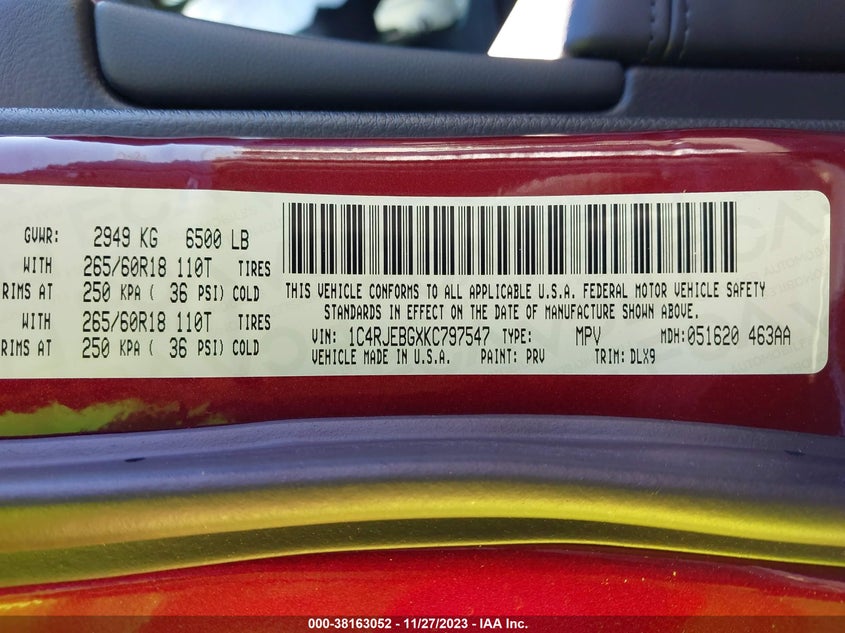 GVWR: 2949 KG 6500 LB
WITH 265/60R18 110T TIRES
RIMS AT 250 KPA ( 36 PSI) COLD
WITH 265/60R18 110T TIRES
RIMS AT 250 KPA ( 36 PSI) COLD
THIS VEHICLE CONFORMS TO ALL APPLICABLE U.S.A. FEDERAL MOTOR VEHICLE SAFETY
STANDARDS IN EFFECT ON THE DATE OF MANUFACTURE SHOWN ABOVE.
VIN: 1C4RJEBGXKC797547 TYPE: MPV MDH:051620 463AA
VEHICLE MADE IN U.S.A. PAINT: PRV TRIM: DLX9
000-38163052 - 11/27/2023 - IAA Inc.